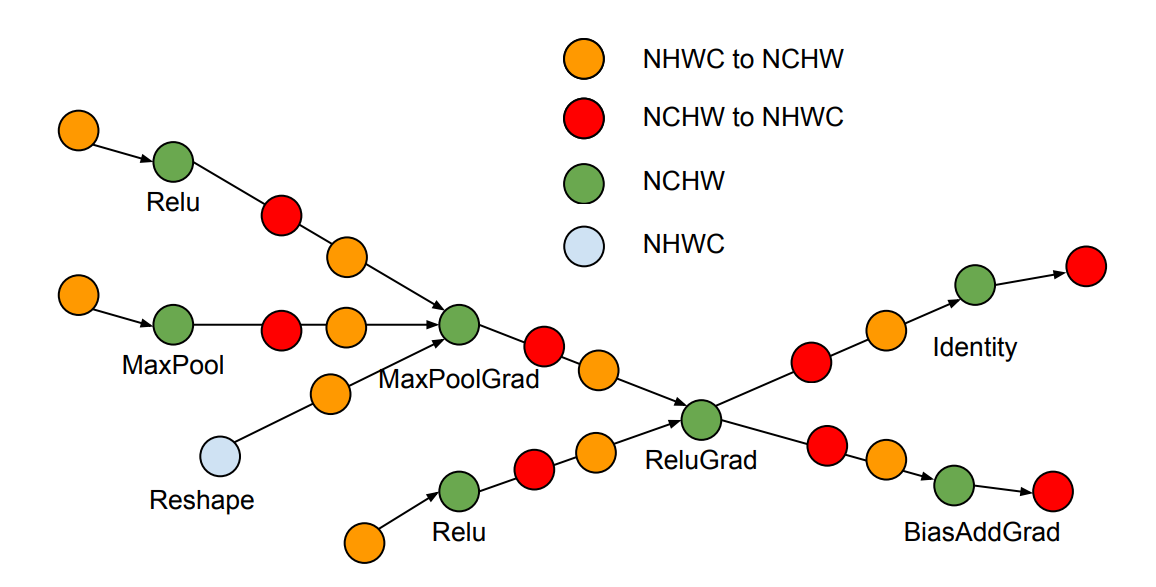 NHWC to NCHW
NCHW to NHWC
NCHW
NHWC
Relu
MaxPool
MaxPoolGrad
Reshape
Relu
ReluGrad
Identity
BiasAddGrad